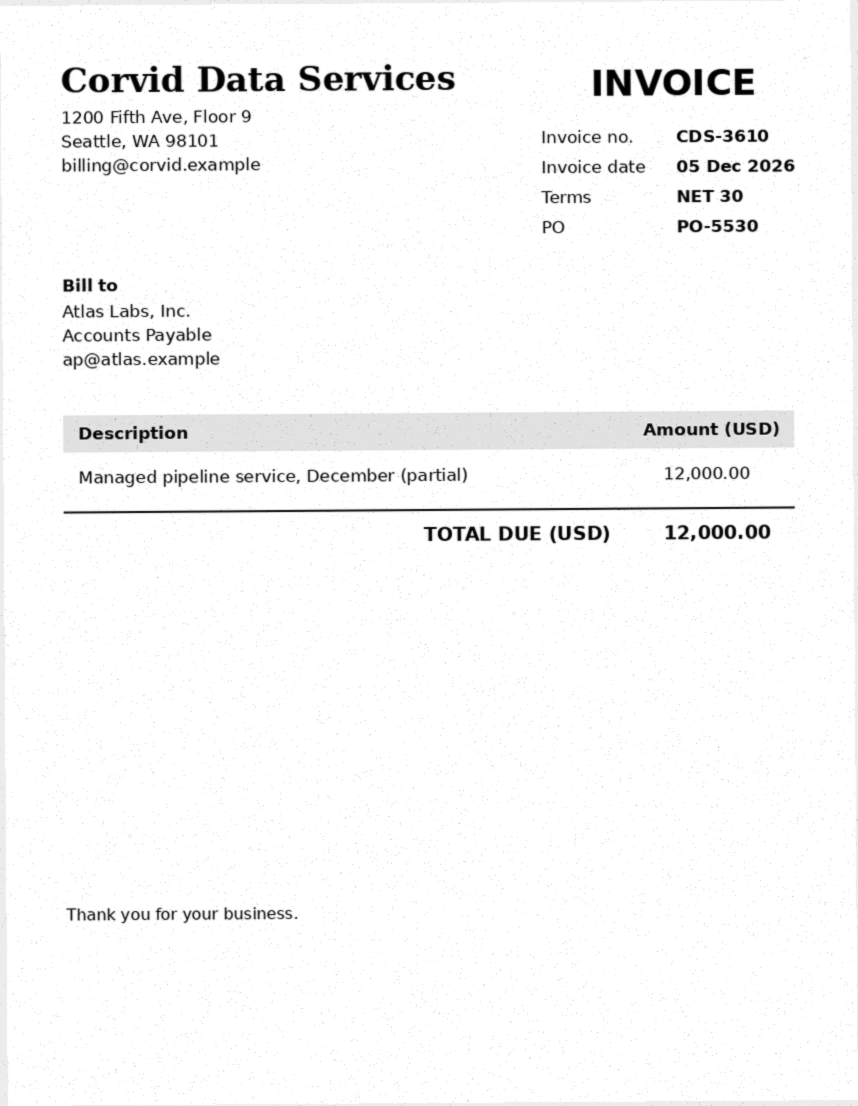 Corvid Data Services
1200 Fifth Ave, Floor 9
Seattle, WA 98101
billing@corvid.example
INVOICE
Invoice no. CDS-3610
Invoice date 05 Dec 2026
Terms NET 30
PO PO-5530
Bill to
Atlas Labs, Inc.
Accounts Payable
ap@atlas.example
Description Amount (USD)
Managed pipeline service, December (partial) 12,000.00
TOTAL DUE (USD) 12,000.00
Thank you for your business.